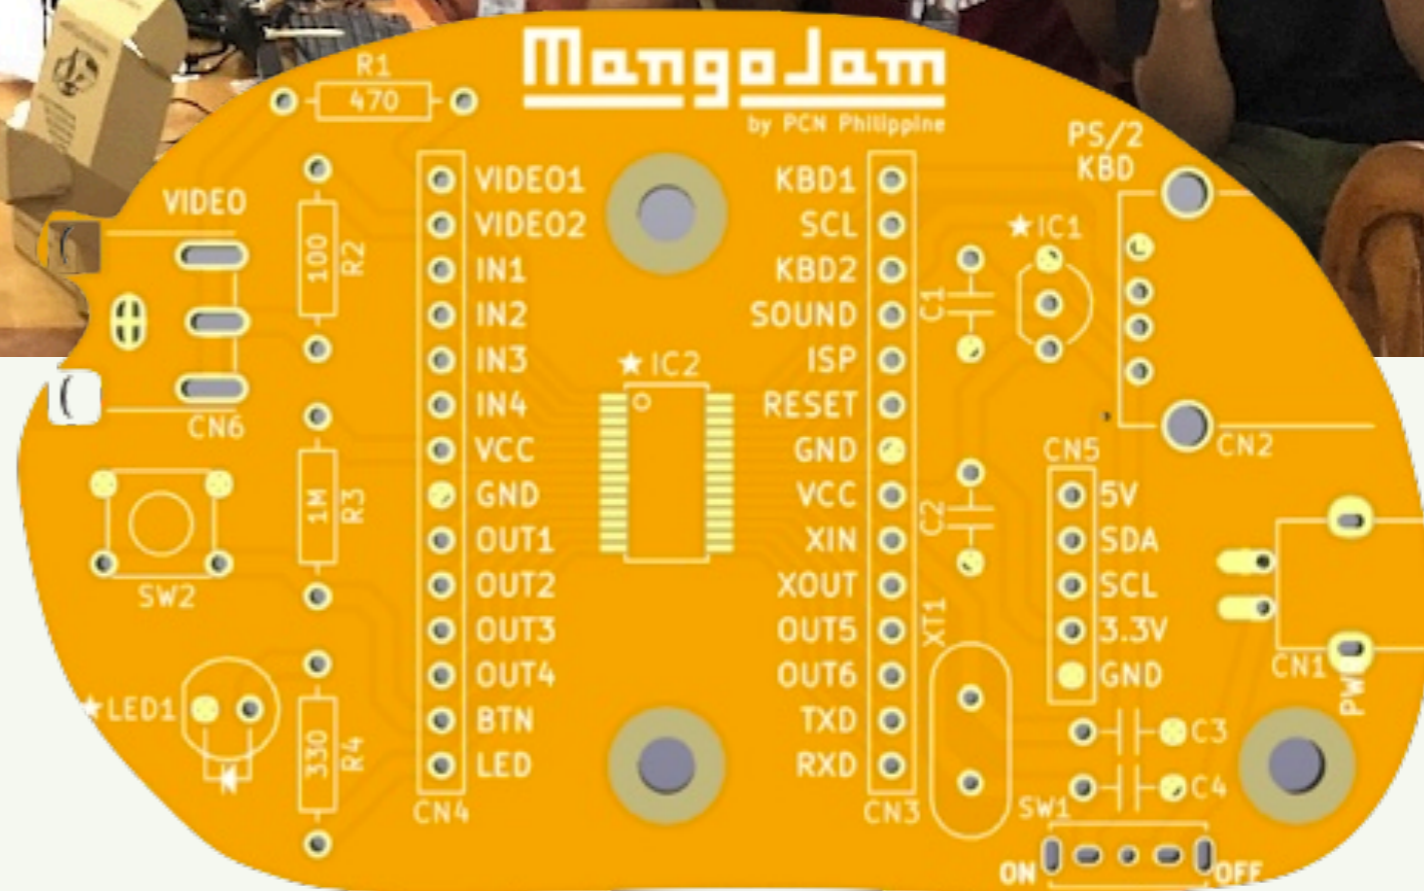 MangoJam
by PCN Philippine
R1
470
PS/2
KBD
VIDEO
100
R2
CN6
VIDEO1
VIDEO2
IN1
IN2
IN3
IN4
VCC
GND
OUT1
OUT2
OUT3
OUT4
BTN
LED
CN4
★ IC2
KBD1
SCL
KBD2
SOUND
ISP
RESET
GND
VCC
XIN
XOUT
OUT5
OUT6
TXD
RXD
CN3
C1
★IC1
CN2
1M
R3
SW2
C2
XT1
CN5
5V
SDA
SCL
3.3V
GND
CN1
★LED1
330
R4
C3
C4
SW1
ON
OFF